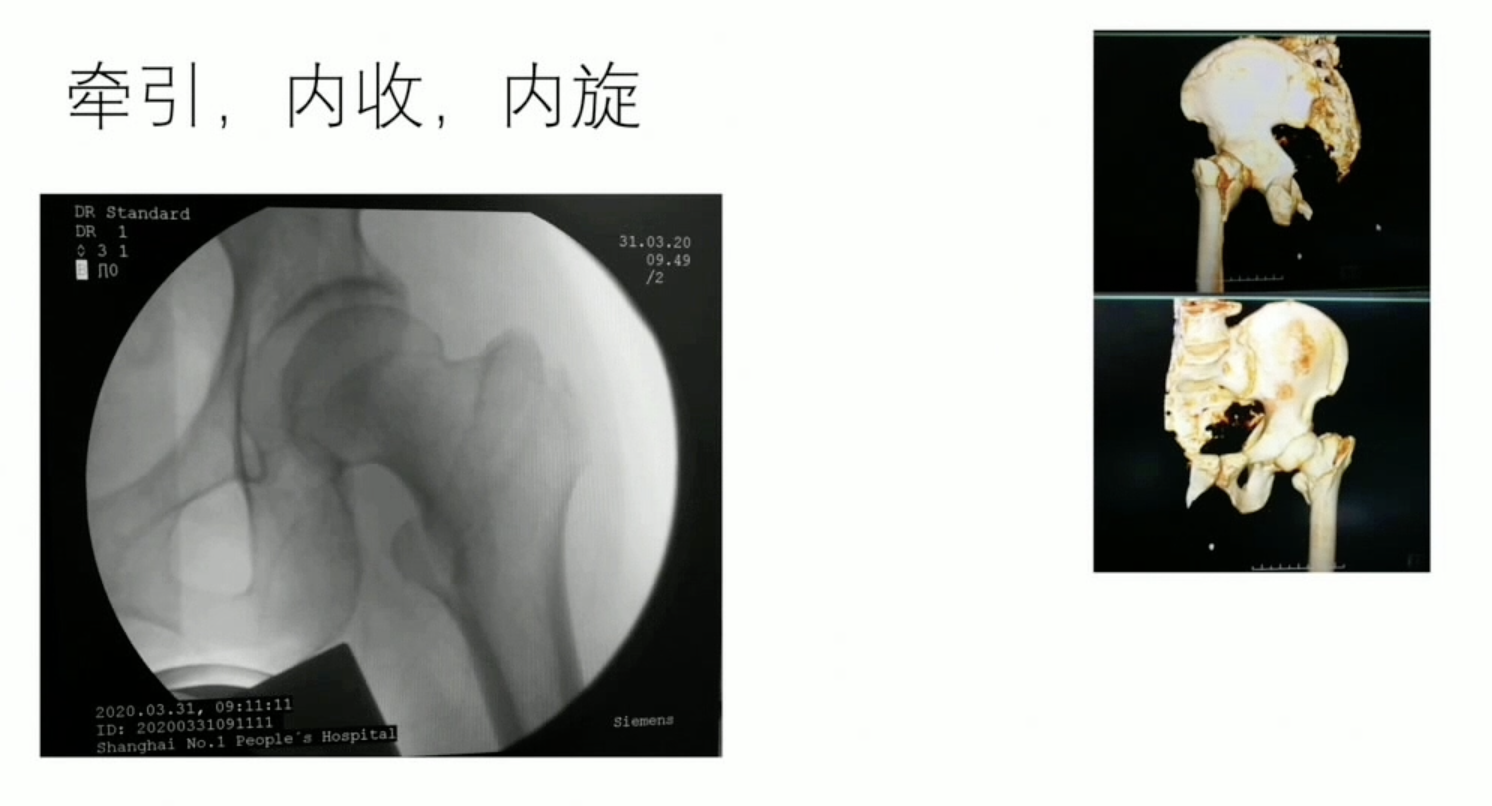 牵引，内收，内旋
DR Standard
DR 1
3 1
31.03.20
09.49
/2
2020.03.31, 09:11:11
ID: 20200331091111
Shanghai No.1 People´s Hospital
Siemens